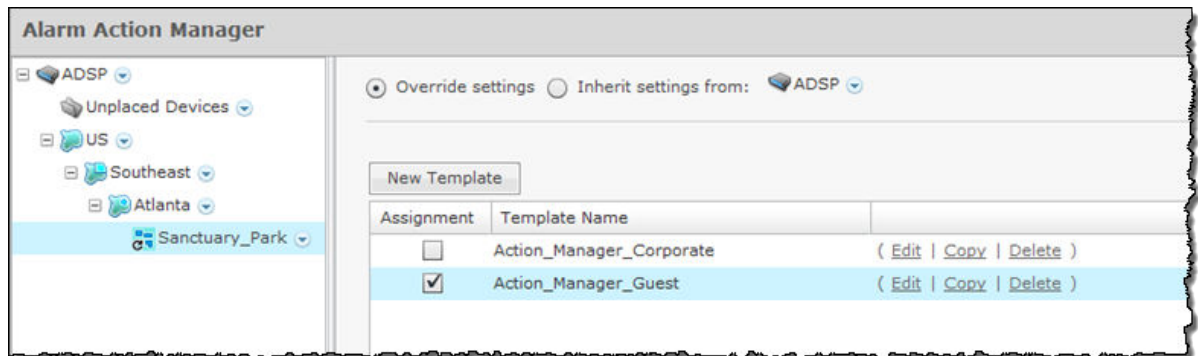 Alarm Action Manager
ADSP
Unplaced Devices
US
Southeast
Atlanta
Sanctuary_Park
Override settings Inherit settings from: ADSP
New Template
Assignment Template Name
Action_Manager_Corporate ( Edit | Copy | Delete )
Action_Manager_Guest ( Edit | Copy | Delete )